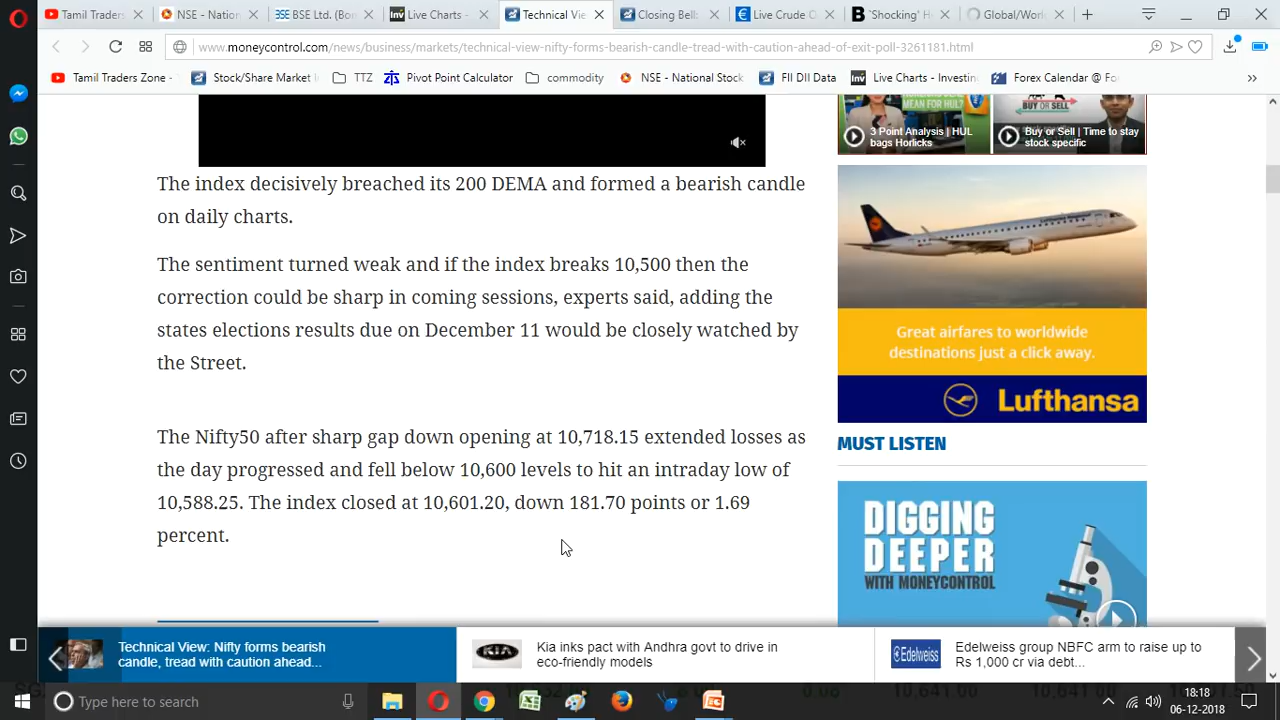 Tamil Traders
NSE - National
BSE Ltd. (Bom
Live Charts -
Technical Vie
Closing Bell:
Live Crude O
'Shocking' H
Global/World
www.moneycontrol.com/news/business/markets/technical-view-nifty-forms-bearish-candle-tread-with-caution-ahead-of-exit-poll-3261181.html
Tamil Traders Zone -
Stock/Share Market
TTZ
Pivot Point Calculator
commodity
NSE - National Stock
FII DII Data
Live Charts - Investin
Forex Calendar @ Fo
MEAN FOR HUL?
BUY OR SELL
3 Point Analysis | HUL
bags Horlicks
Buy or Sell | Time to stay
stock specific
The index decisively breached its 200 DEMA and formed a bearish candle
on daily charts.
The sentiment turned weak and if the index breaks 10,500 then the
correction could be sharp in coming sessions, experts said, adding the
states elections results due on December 11 would be closely watched by
the Street.
The Nifty50 after sharp gap down opening at 10,718.15 extended losses as
the day progressed and fell below 10,600 levels to hit an intraday low of
10,588.25. The index closed at 10,601.20, down 181.70 points or 1.69
percent.
Great airfares to worldwide
destinations just a click away.
Lufthansa
MUST LISTEN
DIGGING
DEEPER
WITH MONEYCONTROL
Technical View: Nifty forms bearish
candle, tread with caution ahead...
KIA
Kia inks pact with Andhra govt to drive in
eco-friendly models
Edelweiss
Edelweiss group NBFC arm to raise up to
Rs 1,000 cr via debt...
Type here to search
18:18
06-12-2018